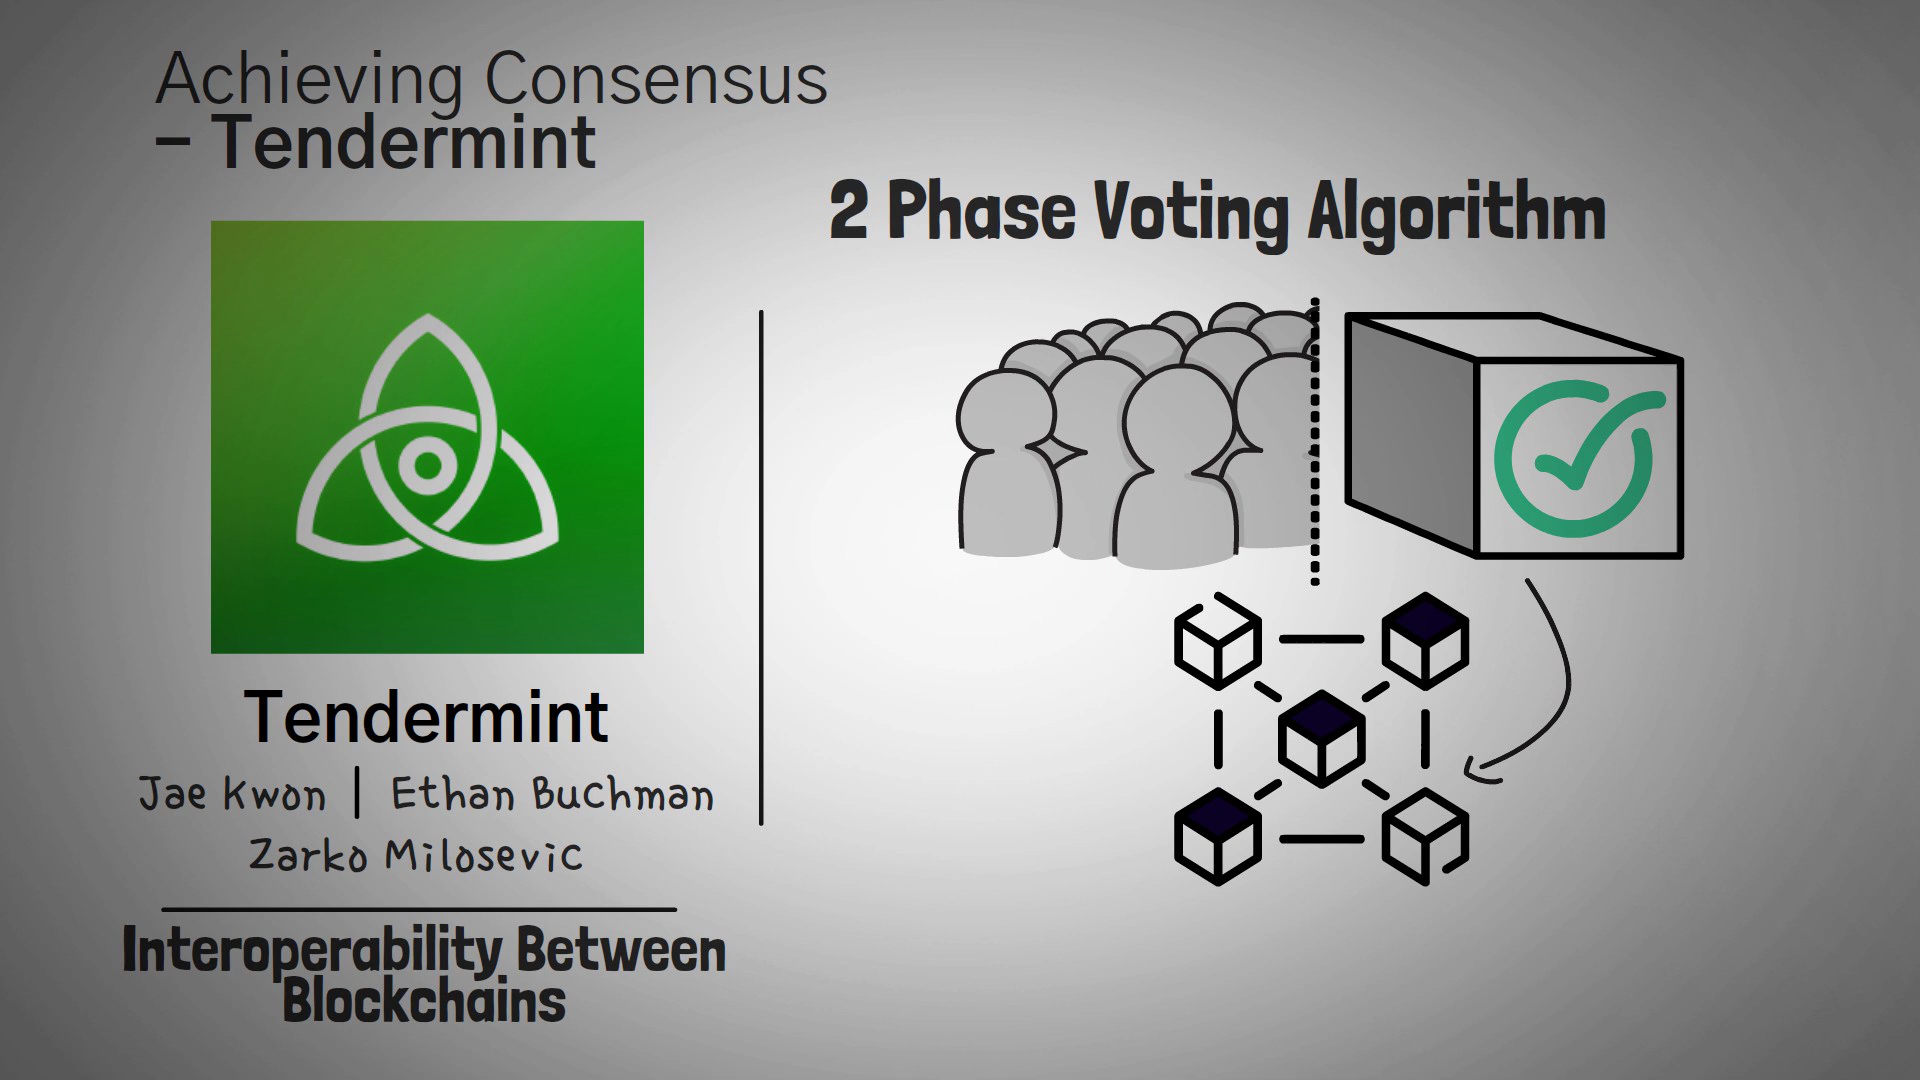 Achieving Consensus
- Tendermint
2 Phase Voting Algorithm
Tendermint
Jae Kwon | Ethan Buchman
Zarko Milosevic
Interoperability Between
Blockchains